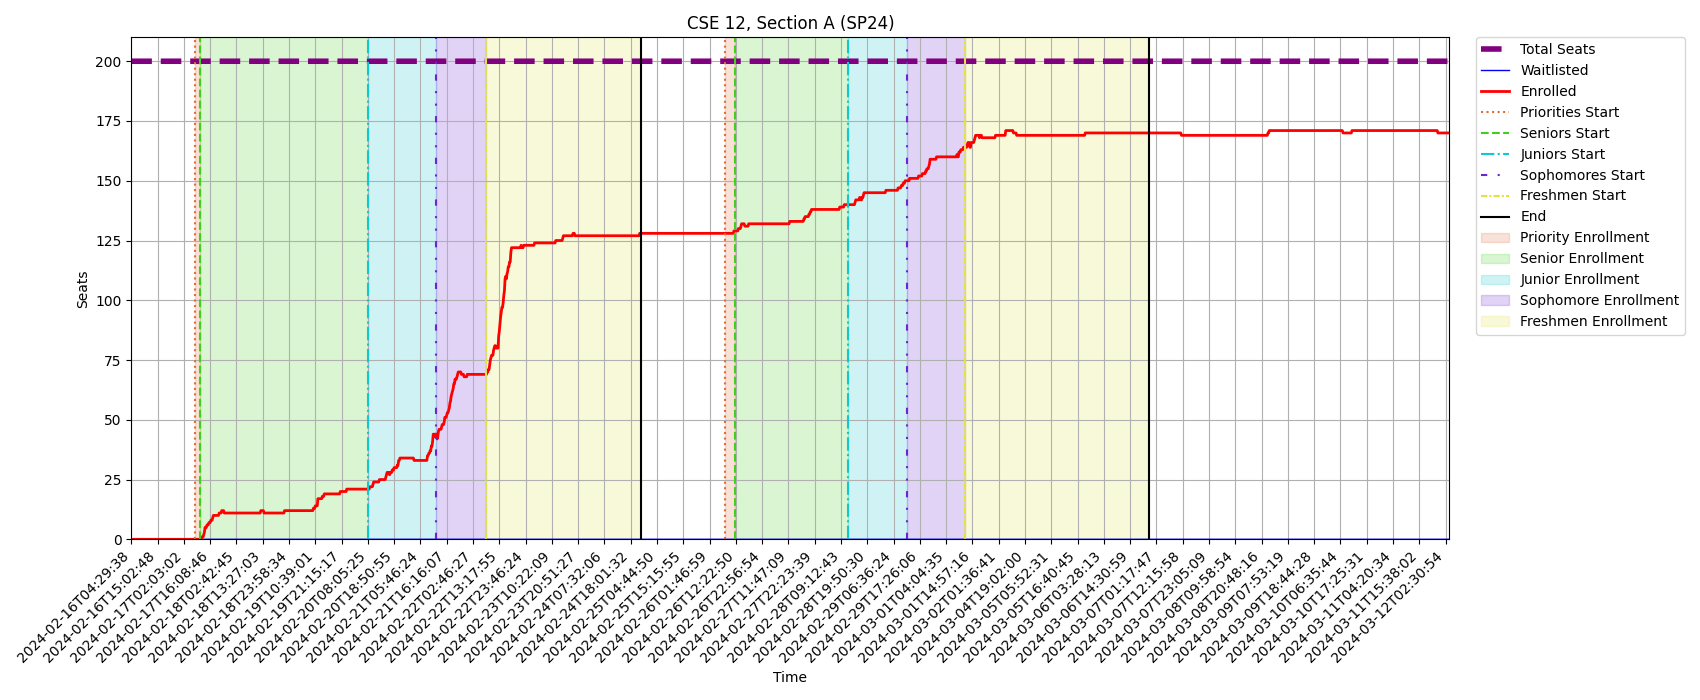 CSE 12, Section A (SP24)
Seats
200
175
150
125
100
75
50
25
0
2024-02-16T04:29:38
2024-02-16T15:02:48
2024-02-17T02:03:02
2024-02-17T16:08:46
2024-02-18T02:42:45
2024-02-18T13:27:03
2024-02-18T23:58:34
2024-02-19T10:39:01
2024-02-19T21:15:17
2024-02-20T08:05:25
2024-02-20T18:50:55
2024-02-21T05:46:24
2024-02-21T16:16:07
2024-02-22T02:46:27
2024-02-22T13:17:55
2024-02-22T23:46:24
2024-02-23T10:22:09
2024-02-23T20:51:27
2024-02-24T07:32:06
2024-02-24T18:01:32
2024-02-25T04:44:50
2024-02-25T15:15:55
2024-02-26T01:46:59
2024-02-26T12:22:50
2024-02-26T22:56:54
2024-02-27T11:47:09
2024-02-27T22:23:39
2024-02-28T09:12:43
2024-02-28T19:50:30
2024-02-29T06:36:24
2024-02-29T17:26:06
2024-03-01T04:04:35
2024-03-01T14:57:16
2024-03-02T01:36:41
2024-03-04T19:02:00
2024-03-05T05:52:31
2024-03-05T16:40:45
2024-03-06T03:28:13
2024-03-06T14:30:59
2024-03-07T01:17:47
2024-03-07T12:15:58
2024-03-07T23:05:09
2024-03-08T09:58:54
2024-03-08T20:48:16
2024-03-09T07:53:19
2024-03-09T18:44:28
2024-03-10T06:35:44
2024-03-10T17:25:31
2024-03-11T04:20:34
2024-03-11T15:38:02
2024-03-12T02:30:54
Time
Total Seats
Waitlisted
Enrolled
Priorities Start
Seniors Start
Juniors Start
Sophomores Start
Freshmen Start
End
Priority Enrollment
Senior Enrollment
Junior Enrollment
Sophomore Enrollment
Freshmen Enrollment